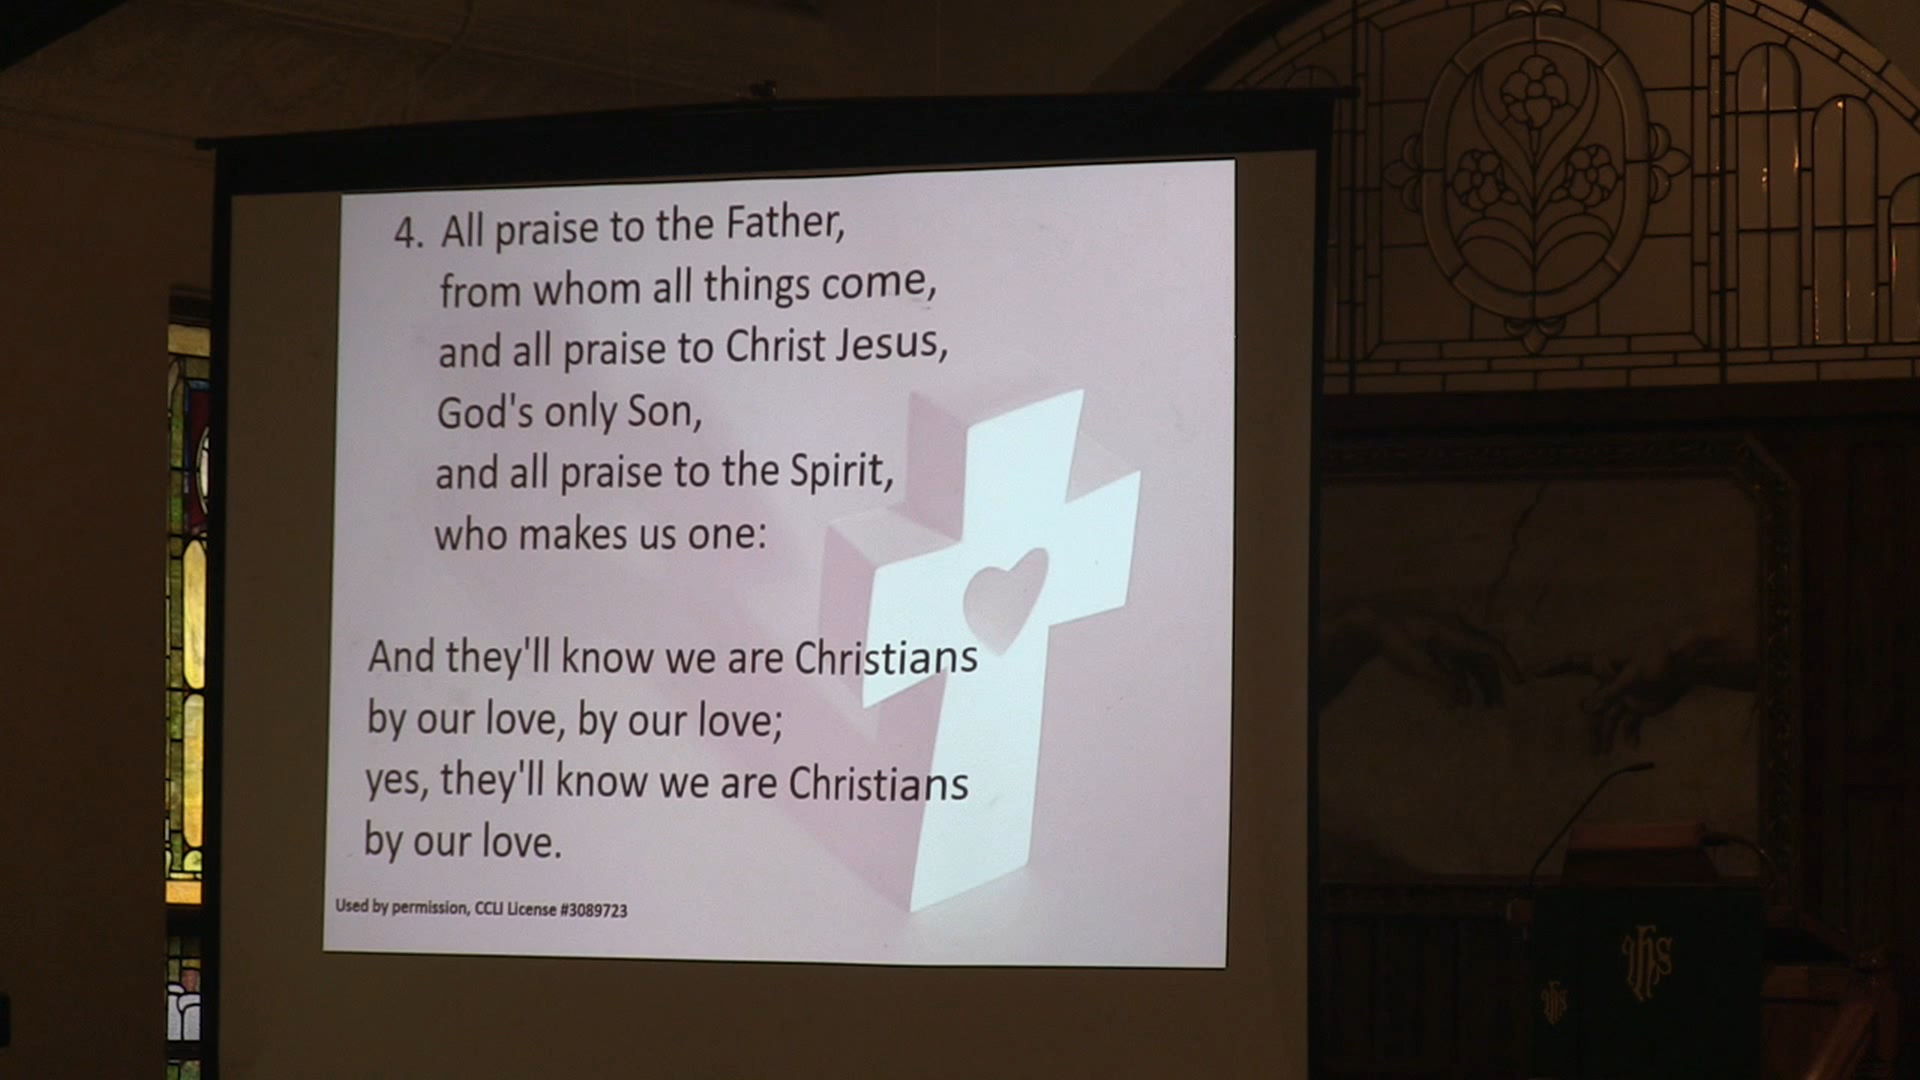 4. All praise to the Father,
from whom all things come,
and all praise to Christ Jesus,
God's only Son,
and all praise to the Spirit,
who makes us one:
And they'll know we are Christians
by our love, by our love;
yes, they'll know we are Christians
by our love.
Used by permission, CCLI License #3089723
IHS
IHS